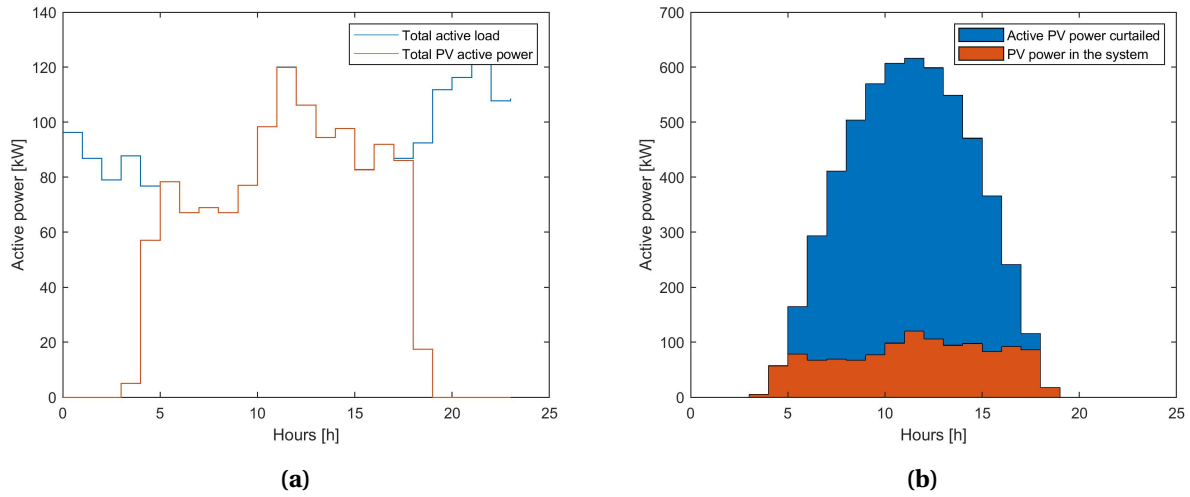 140
120
100
80
60
40
20
0
Active power [kW]
0 5 10 15 20 25
Hours [h]
Total active load
Total PV active power
(a)
700
600
500
400
300
200
100
0
Active power [kW]
0 5 10 15 20 25
Hours [h]
Active PV power curtailed
PV power in the system
(b)